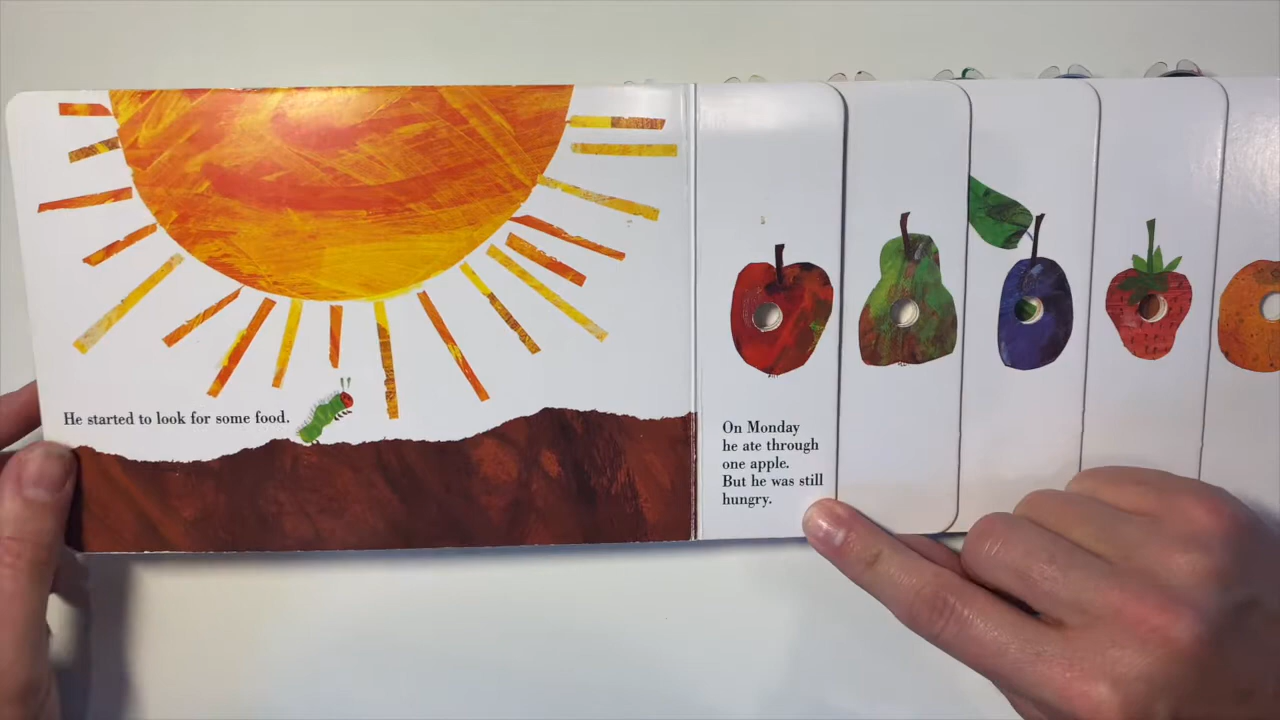 He started to look for some food.
On Monday
he ate through
one apple.
But he was still
hungry.